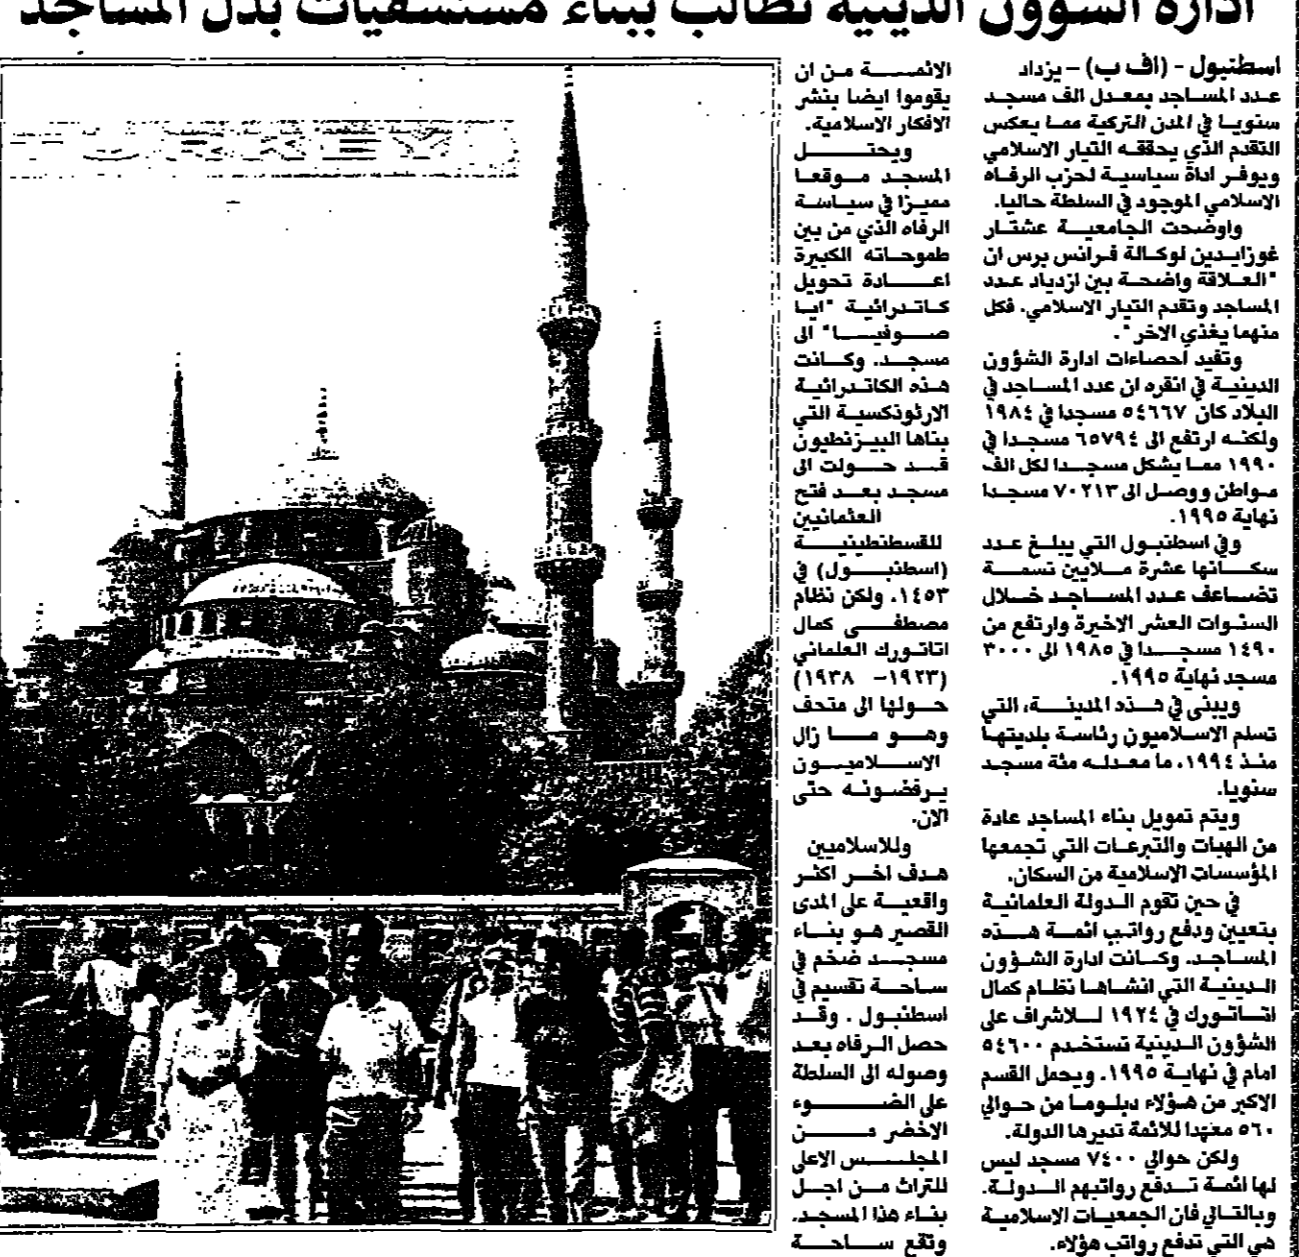 ادارة الشؤون الدينية تطالب ببناء مستشفيات بدل المساجد
اسطنبول - (اف ب) – يزداد
عدد المساجد بمعدل الف مسجد
سنويا في المدن التركية مما يعكس
التقدم الذي يحققه التيار الاسلامي
ويوفر اداة سياسية لحزب الرفاه
الاسلامي الموجود في السلطة حاليا.
واوضحت الجامعية عشتار
غوزايدين لوكالة فرانس برس ان
"العلاقة واضحة بين ازدياد عدد
المساجد وتقدم التيار الاسلامي. فكل
منهما يغذي الاخر".
وتفيد احصاءات ادارة الشؤون
الدينية في انقره ان عدد المساجد في
البلاد كان ٥٤٦٦٧ مسجدا في ١٩٨٤
ولكنه ارتفع الى ٦٥٧٩٤ مسجدا في
١٩٩٠ مما يشكل مسجدا لكل الف
مواطن ووصل الى ٧٠٢١٣ مسجدا
نهاية ١٩٩٥.
وفي اسطنبول التي يبلغ عدد
سكانها عشرة ملايين نسمة
تضاعف عدد المساجد خلال
السنوات العشر الاخيرة وارتفع من
١٤٩٠ مسجدا في ١٩٨٥ الى ٣٠٠٠
مسجد نهاية ١٩٩٥.
ويبنى في هذه المدينة، التي
تسلم الاسلاميون رئاسة بلديتها
منذ ١٩٩٤، ما معدله مئة مسجد
سنويا.
ويتم تمويل بناء المساجد عادة
من الهبات والتبرعات التي تجمعها
المؤسسات الاسلامية من السكان.
في حين تقوم الدولة العلمانية
بتعيين ودفع رواتب ائمة هذه
المساجد. وكانت ادارة الشؤون
الدينية التي انشاها نظام كمال
اتاتورك في ١٩٢٤ للاشراف على
الشؤون الدينية تستخدم ٥٤٦٠٠
امام في نهاية ١٩٩٥. ويحمل القسم
الاكبر من هؤلاء دبلوما من حوالي
٥٦٠ معهدا للائمة تديرها الدولة.
ولكن حوالي ٧٤٠٠ مسجد ليس
لها ائمة تدفع رواتبهم الدولة.
وبالتالي فان الجمعيات الاسلامية
هي التي تدفع رواتب هؤلاء.
الائمة من ان
يقوموا ايضا بنشر
الافكار الاسلامية.
ويحتل
المسجد موقعا
مميزا في سياسة
الرفاه الذي من بين
طموحاته الكبيرة
اعادة تحويل
كاتدرائية "ايا
صوفيا" الى
مسجد. وكانت
هذه الكاتدرائية
الارثوذكسية التي
بناها البيزنطيون
قد حولت الى
مسجد بعد فتح
العثمانيين
للقسطنطينية
(اسطنبول) في
١٤٥٣. ولكن نظام
مصطفى كمال
اتاتورك العلماني
(١٩٢٣– ١٩٣٨)
حولها الى متحف
وهو ما زال
الاسلاميون
يرفضونه حتى
الان.
وللاسلاميين
هدف اخر اكثر
واقعية على المدى
القصير هو بناء
مسجد ضخم في
ساحة تقسيم في
اسطنبول . وقد
حصل الرفاه بعد
وصوله الى السلطة
على الضوء
الاخضر من
المجلس الاعلى
للتراث من اجل
بناء هذا المسجد.
وتقع ساحة